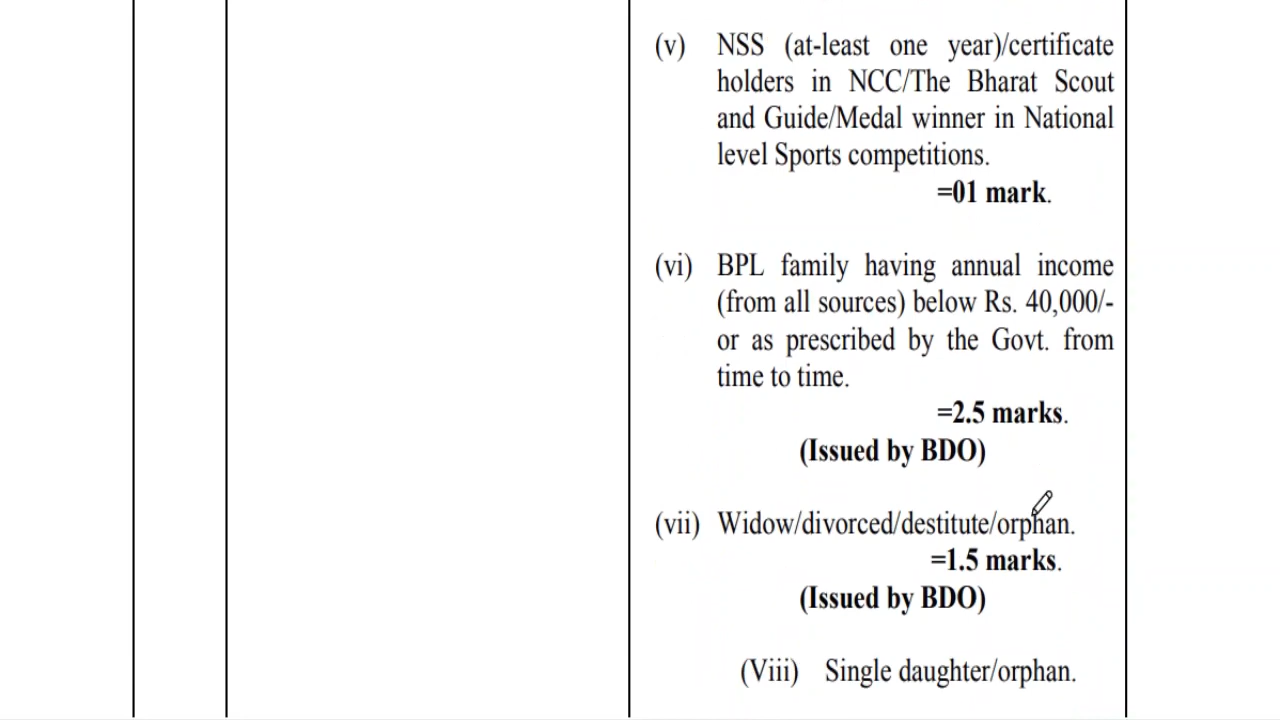 (v) NSS (at-least one year)/certificate
holders in NCC/The Bharat Scout
and Guide/Medal winner in National
level Sports competitions.
=01 mark.
(vi) BPL family having annual income
(from all sources) below Rs. 40,000/-
or as prescribed by the Govt. from
time to time.
=2.5 marks.
(Issued by BDO)
(vii) Widow/divorced/destitute/orphan.
=1.5 marks.
(Issued by BDO)
(Viii) Single daughter/orphan.